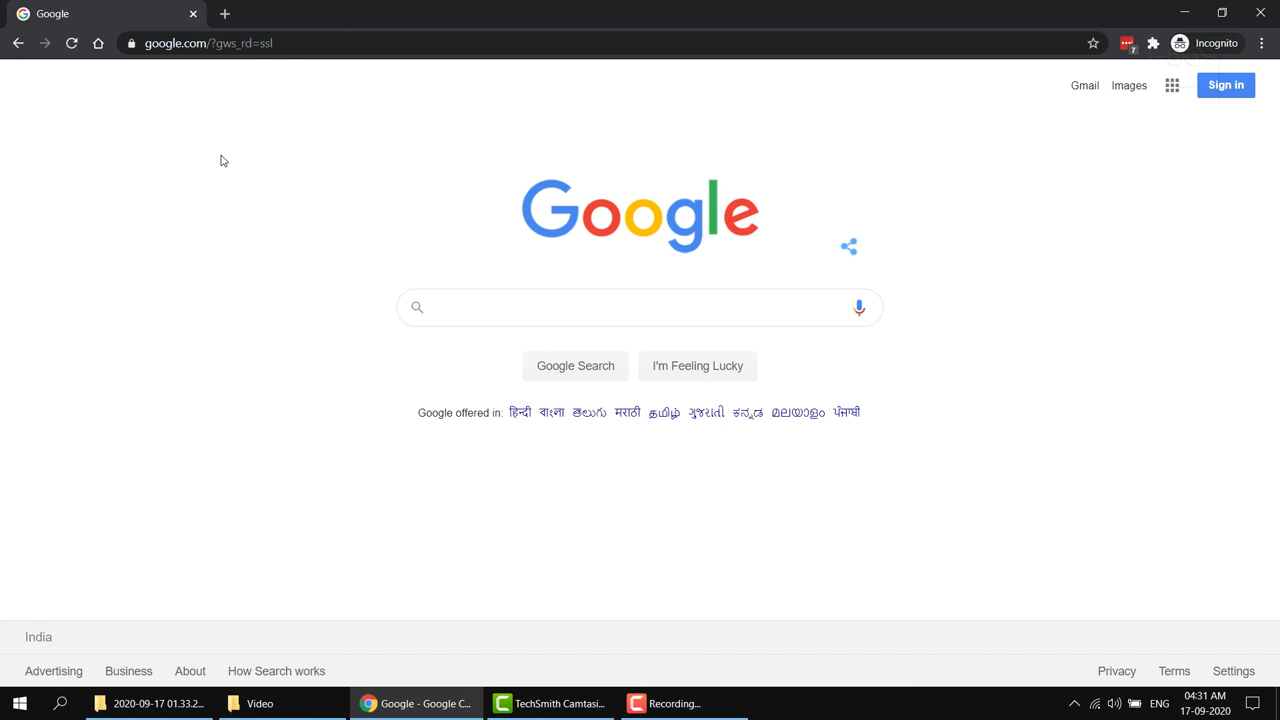 Google
google.com/?gws_rd=ssl
7
Incognito
Gmail Images Sign in
Google
Google Search I'm Feeling Lucky
Google offered in: हिन्दी বাংলা తెలుగు मराठी தமிழ் ગુજરાતી ಕನ್ನಡ മലയാളം ਪੰਜਾਬੀ
India
Advertising Business About How Search works Privacy Terms Settings
2020-09-17 01.33.2... Video Google - Google C... TechSmith Camtasi... Recording... ENG 04:31 AM
17-09-2020